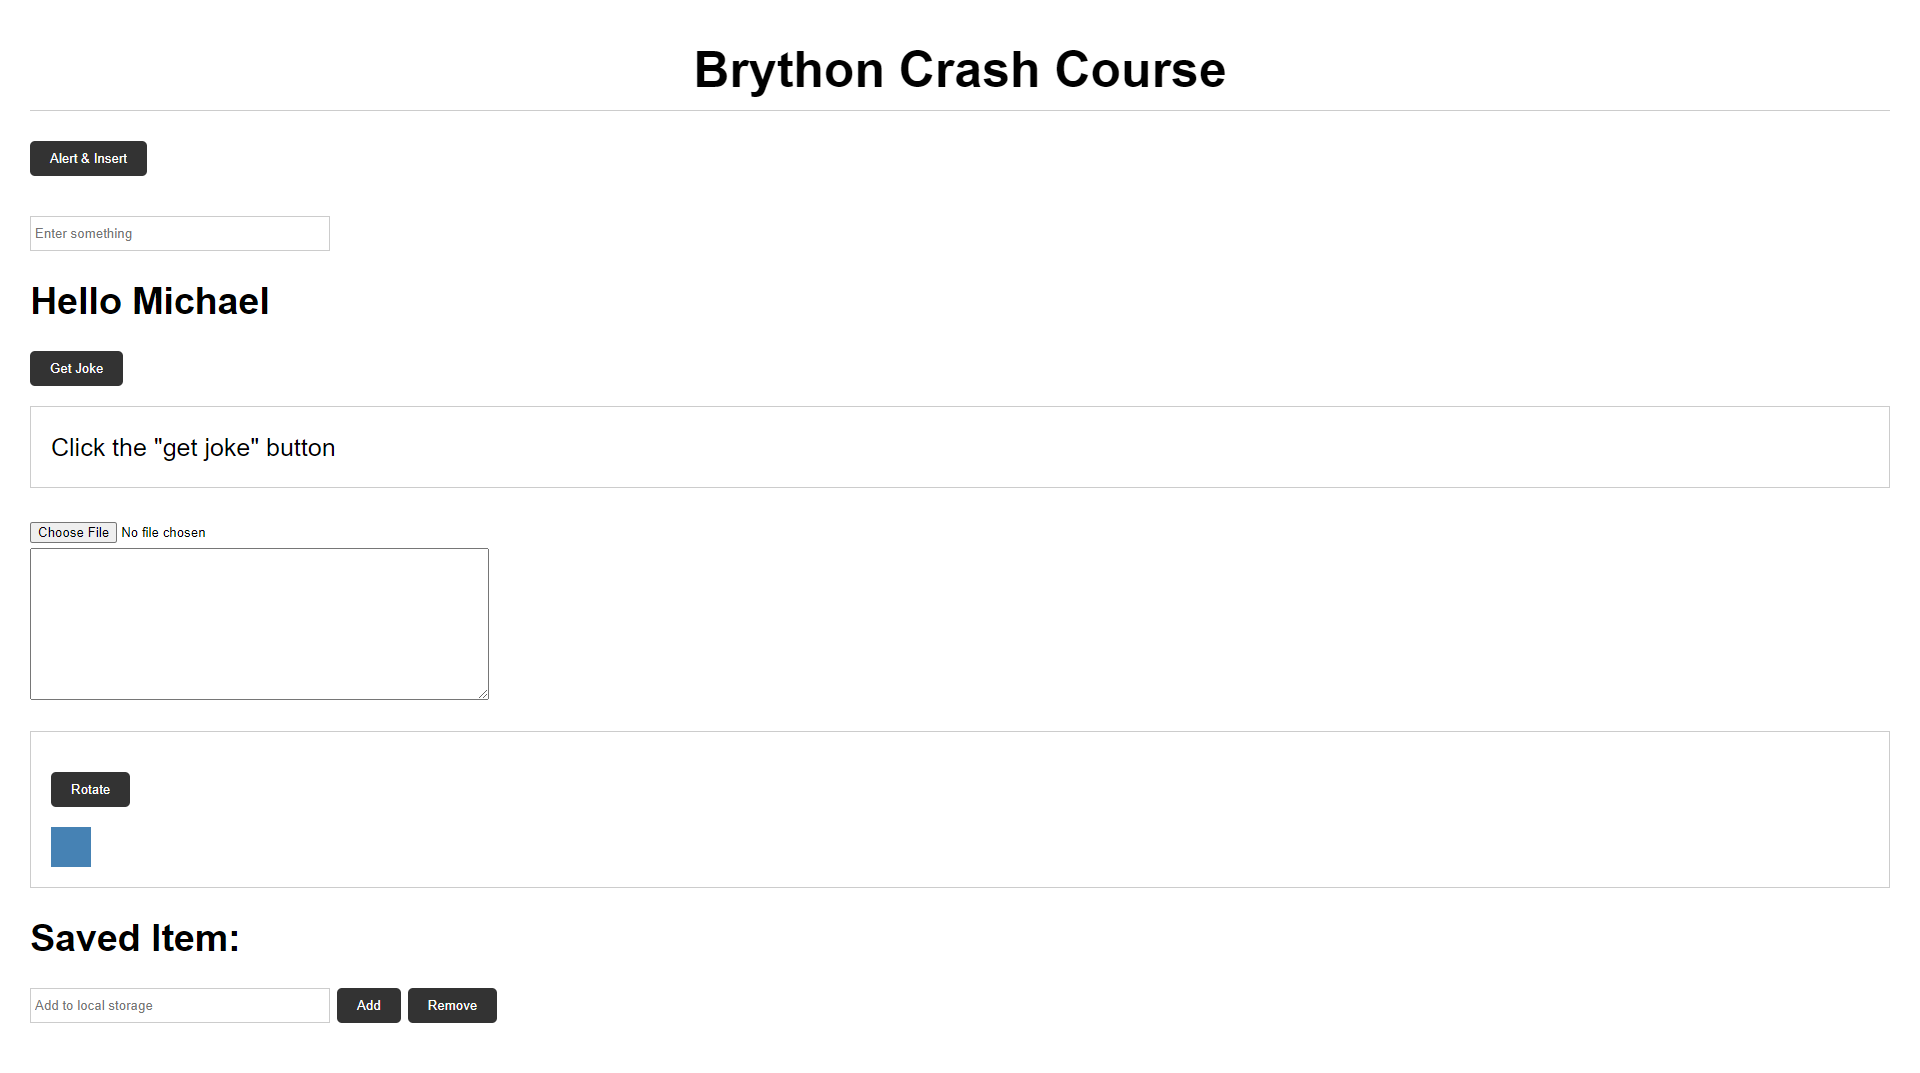 Brython Crash Course
Alert & Insert
Enter something
Hello Michael
Get Joke
Click the "get joke" button
Choose File No file chosen
Rotate
Saved Item:
Add to local storage Add Remove